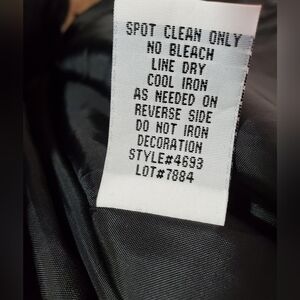 SPOT CLEAN ONLY
NO BLEACH
LINE DRY
COOL IRON
AS NEEDED ON
REVERSE SIDE
DO NOT IRON
DECORATION
STYLE#4693
LOT#7884